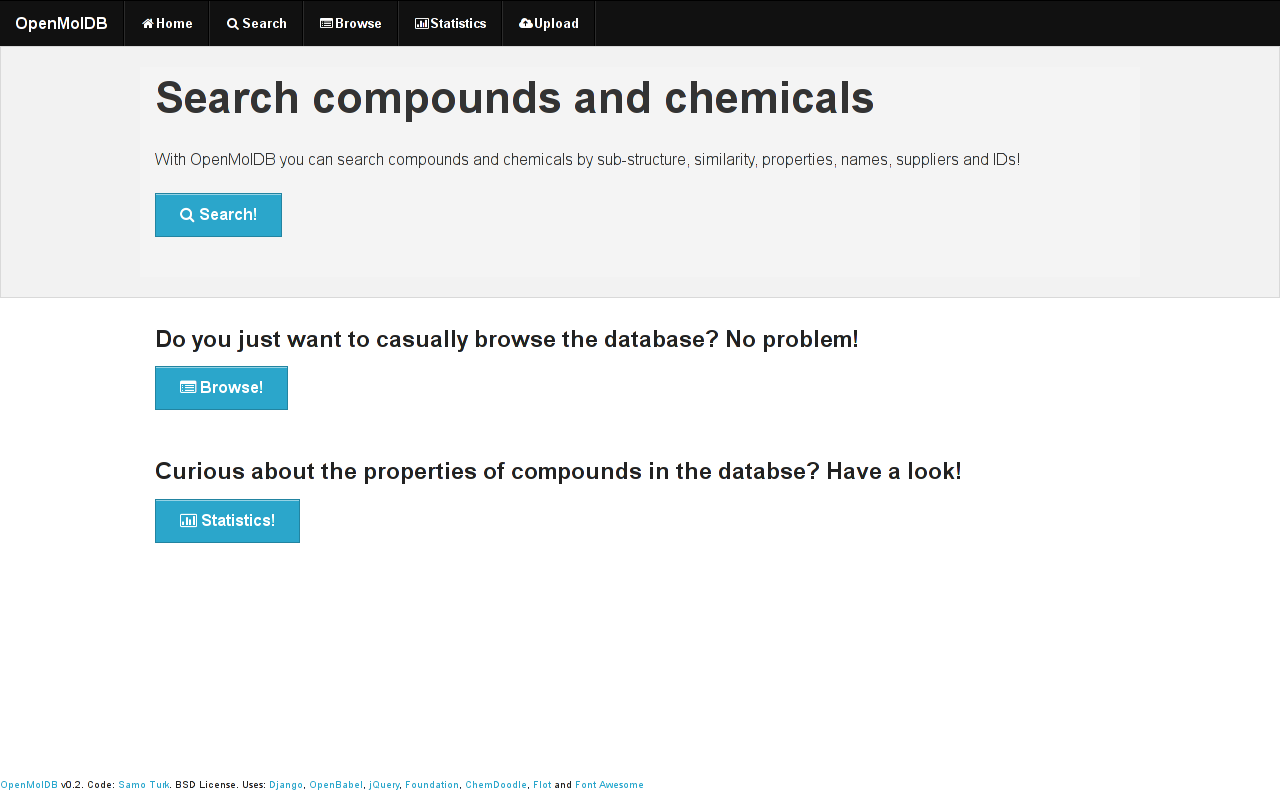 OpenMolDB Home Search Browse Statistics Upload
Search compounds and chemicals
With OpenMolDB you can search compounds and chemicals by sub-structure, similarity, properties, names, suppliers and IDs!
Search!
Do you just want to casually browse the database? No problem!
Browse!
Curious about the properties of compounds in the databse? Have a look!
Statistics!
OpenMolDB v0.2. Code: Samo Turk. BSD License. Uses: Django, OpenBabel, jQuery, Foundation, ChemDoodle, Flot and Font Awesome